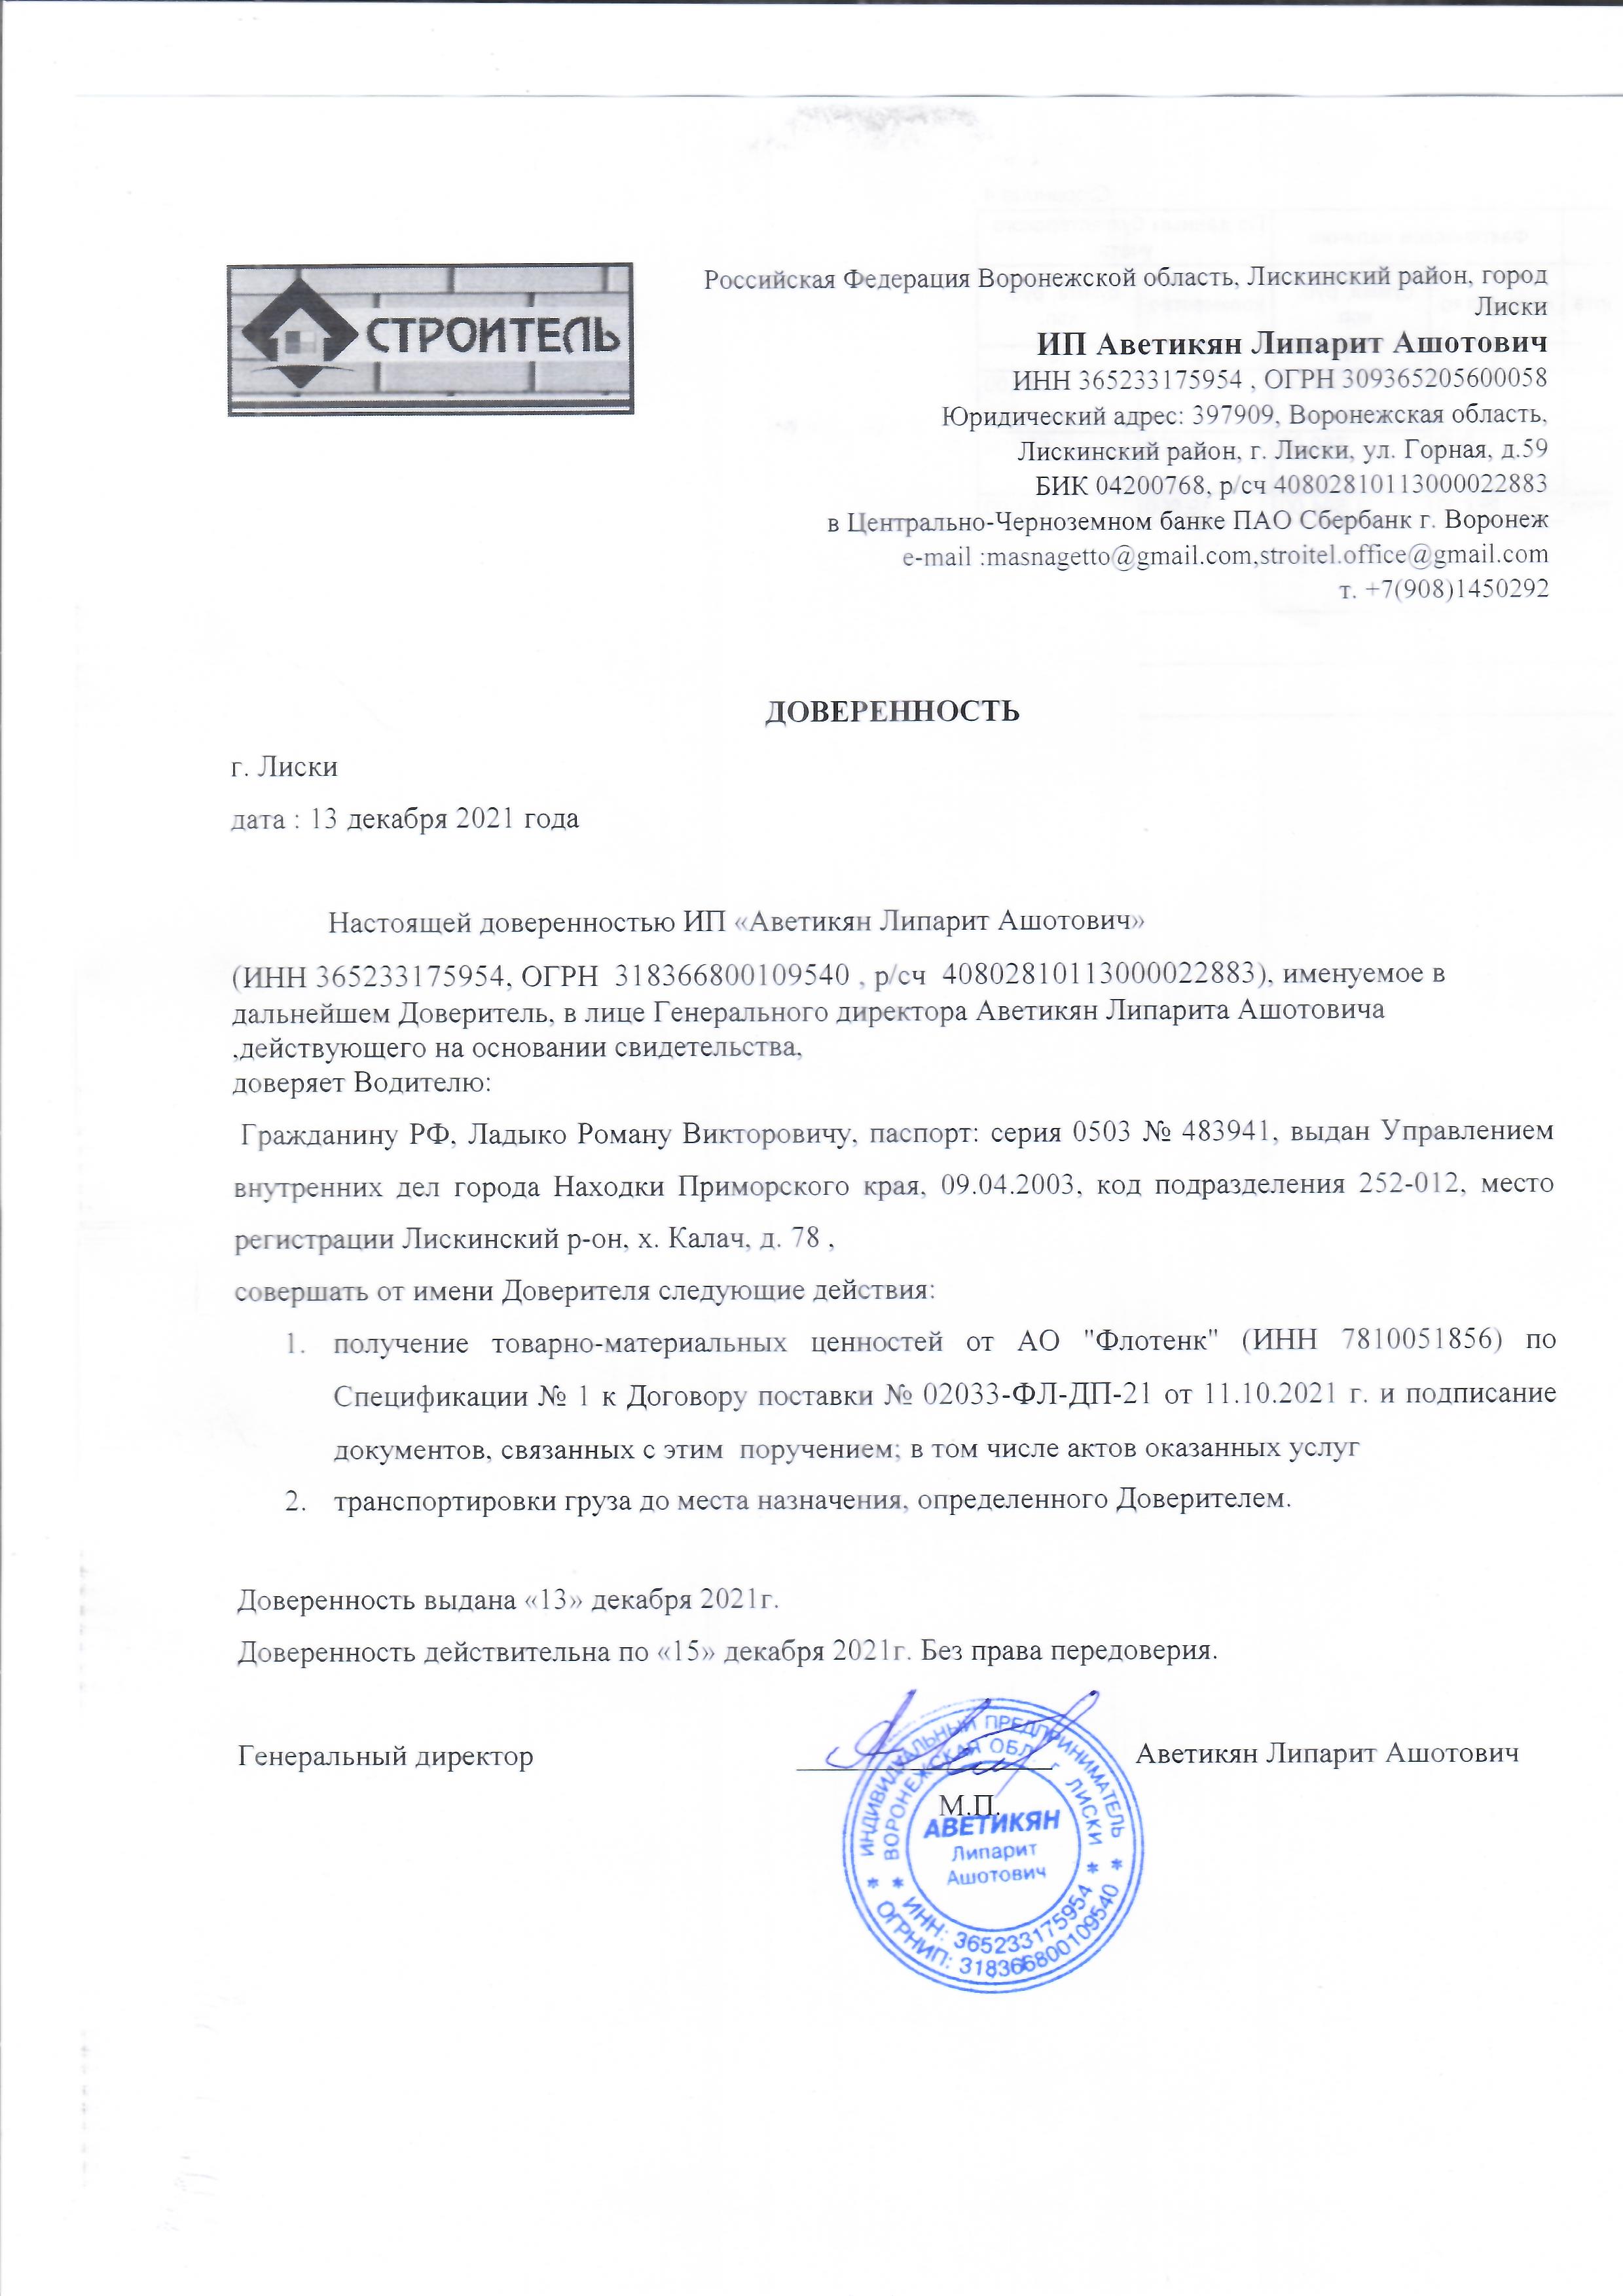 СТРОИТЕЛЬ
Российская Федерация Воронежской область, Лискинский район, город
Лиски
ИП Аветикян Липарит Ашотович
ИНН 365233175954 , ОГРН 309365205600058
Юридический адрес: 397909, Воронежская область,
Лискинский район, г. Лиски, ул. Горная, д.59
БИК 04200768, р/сч 40802810113000022883
в Центрально-Черноземном банке ПАО Сбербанк г. Воронеж
e-mail :masnagetto@gmail.com,stroitel.office@gmail.com
т. +7(908)1450292
ДОВЕРЕННОСТЬ
г. Лиски
дата : 13 декабря 2021 года
Настоящей доверенностью ИП «Аветикян Липарит Ашотович»
(ИНН 365233175954, ОГРН 318366800109540 , р/сч 40802810113000022883), именуемое в
дальнейшем Доверитель, в лице Генерального директора Аветикян Липарита Ашотовича
,действующего на основании свидетельства,
доверяет Водителю:
Гражданину РФ, Ладыко Роману Викторовичу, паспорт: серия 0503 № 483941, выдан Управлением
внутренних дел города Находки Приморского края, 09.04.2003, код подразделения 252-012, место
регистрации Лискинский р-он, х. Калач, д. 78 ,
совершать от имени Доверителя следующие действия:
1. получение товарно-материальных ценностей от АО "Флотенк" (ИНН 7810051856) по
Спецификации № 1 к Договору поставки № 02033-ФЛ-ДП-21 от 11.10.2021 г. и подписание
документов, связанных с этим поручением; в том числе актов оказанных услуг
2. транспортировки груза до места назначения, определенного Доверителем.
Доверенность выдана «13» декабря 2021г.
Доверенность действительна по «15» декабря 2021г. Без права передоверия.
Генеральный директор Аветикян Липарит Ашотович
М.П.
ИНДИВИДУАЛЬНЫЙ ПРЕДПРИНИМАТЕЛЬ
ВОРОНЕЖСКАЯ ОБЛ г ЛИСКИ
АВЕТИКЯН
Липарит
Ашотович
* ИНН: 365233175954 *
* ОГРНИП: 318366800109540 *